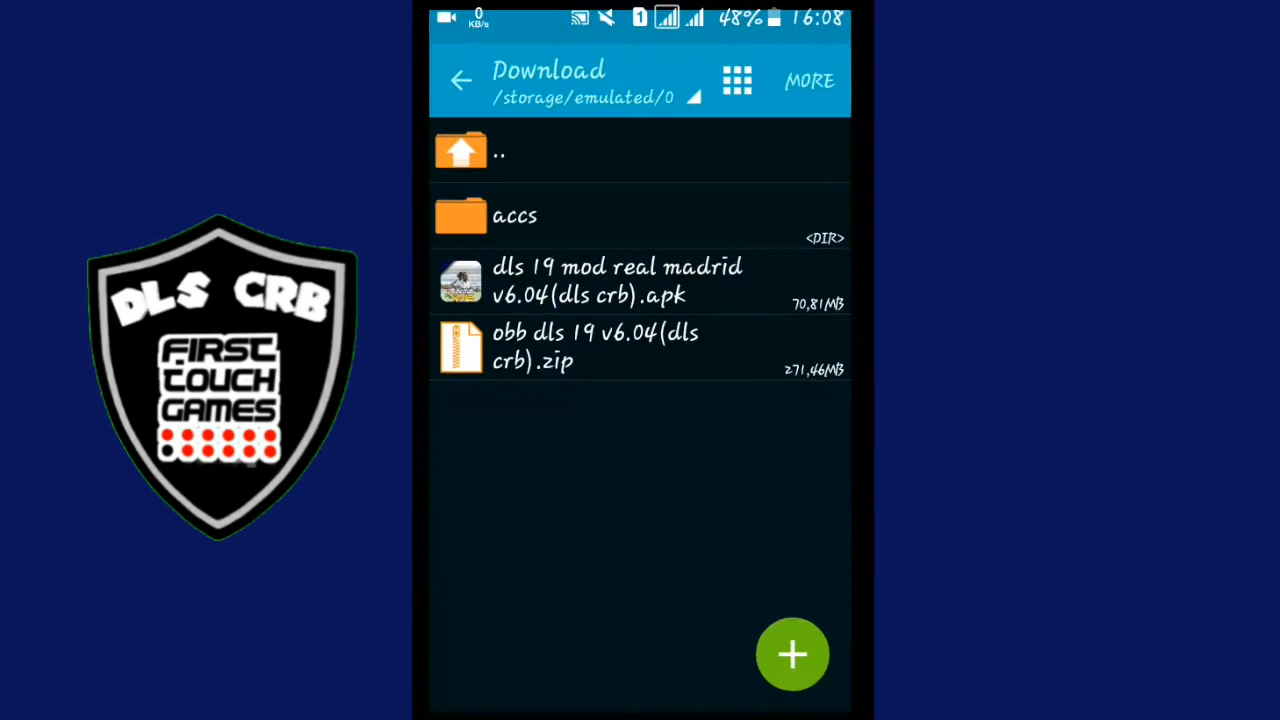 0
KB/s
1
48%
16:08
Download
/storage/emulated/0
MORE
..
accs
<DIR>
dls 19 mod real madrid
v6.04(dls crb).apk
70,81MB
obb dls 19 v6.04(dls
crb).zip
271,46MB
DLS CRB
FIRST
TOUCH
GAMES